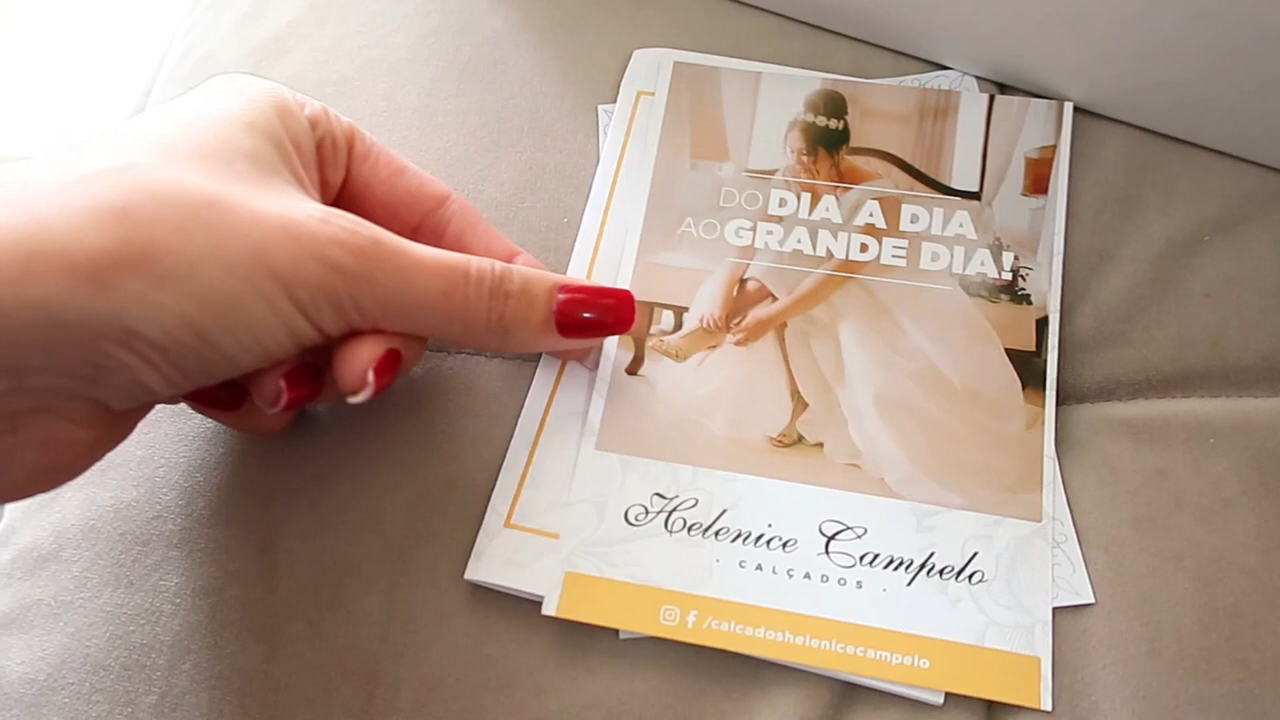 DO DIA A DIA
AO GRANDE DIA!
Helenice Campelo
· CALÇADOS ·
/calcadoshelenicecampelo